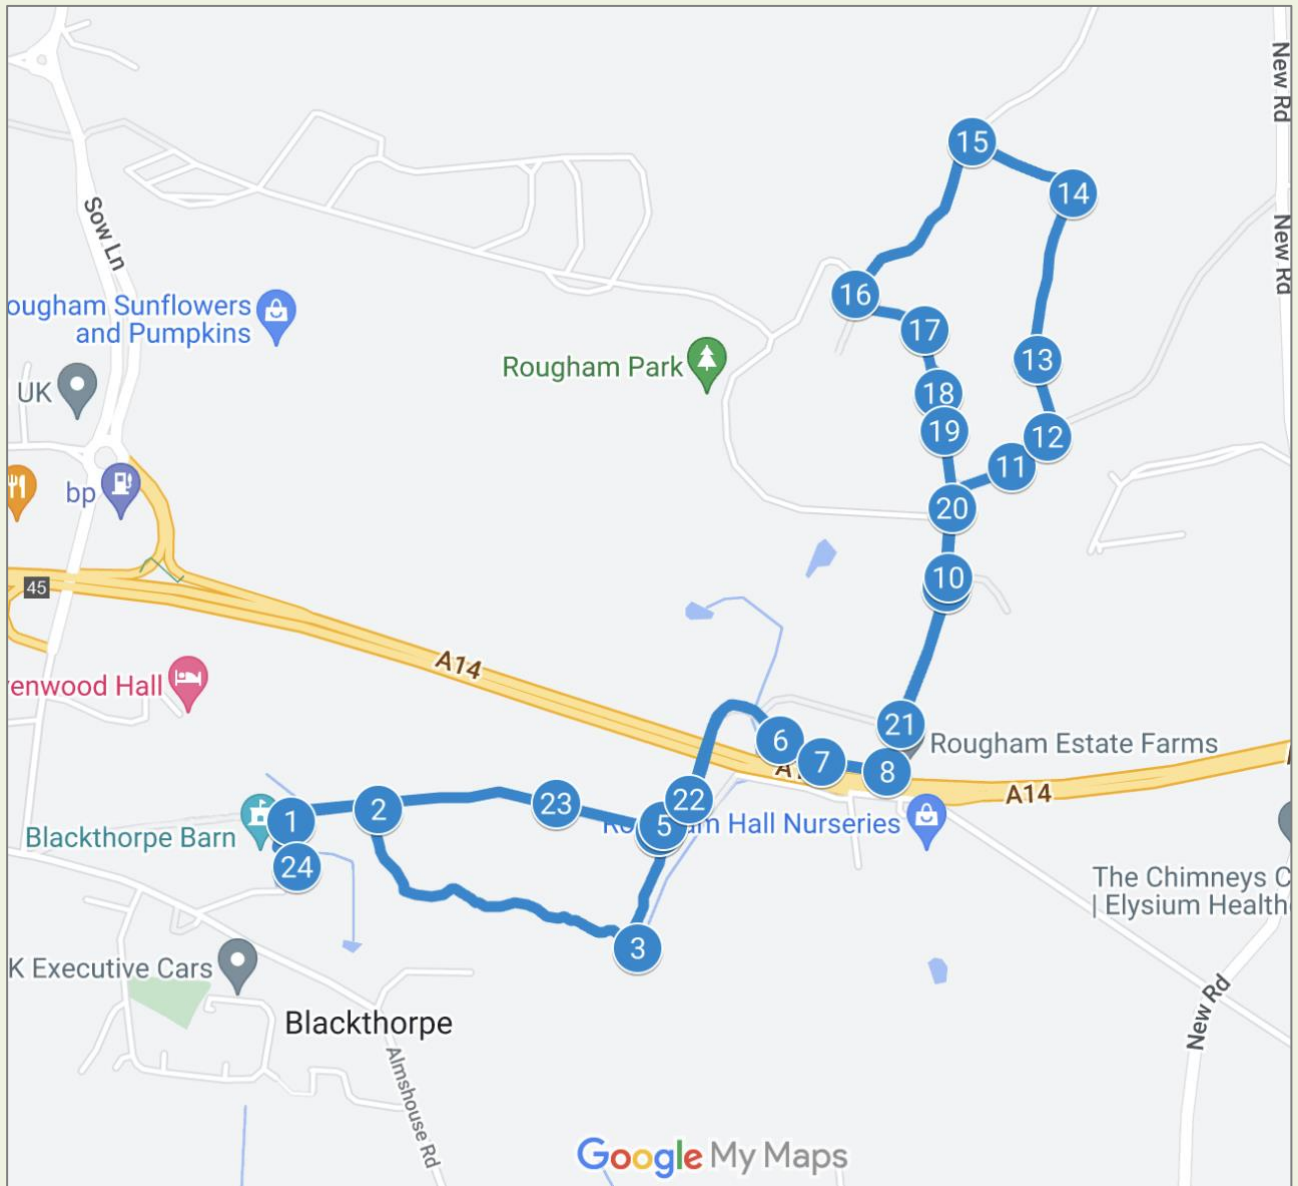 New Rd
15
14
Sow Ln
New Rd
16
ougham Sunflowers
and Pumpkins
17
Rougham Park
13
UK
18
19
12
11
bp
20
10
45
A14
renwood Hall
21
6
7
8
Rougham Estate Farms
A14
22
23
5
1
2
Blackthorpe Barn
24
Hall Nurseries
The Chimneys C
| Elysium Health
3
K Executive Cars
Blackthorpe
New Rd
Almshouse Rd
Google My Maps